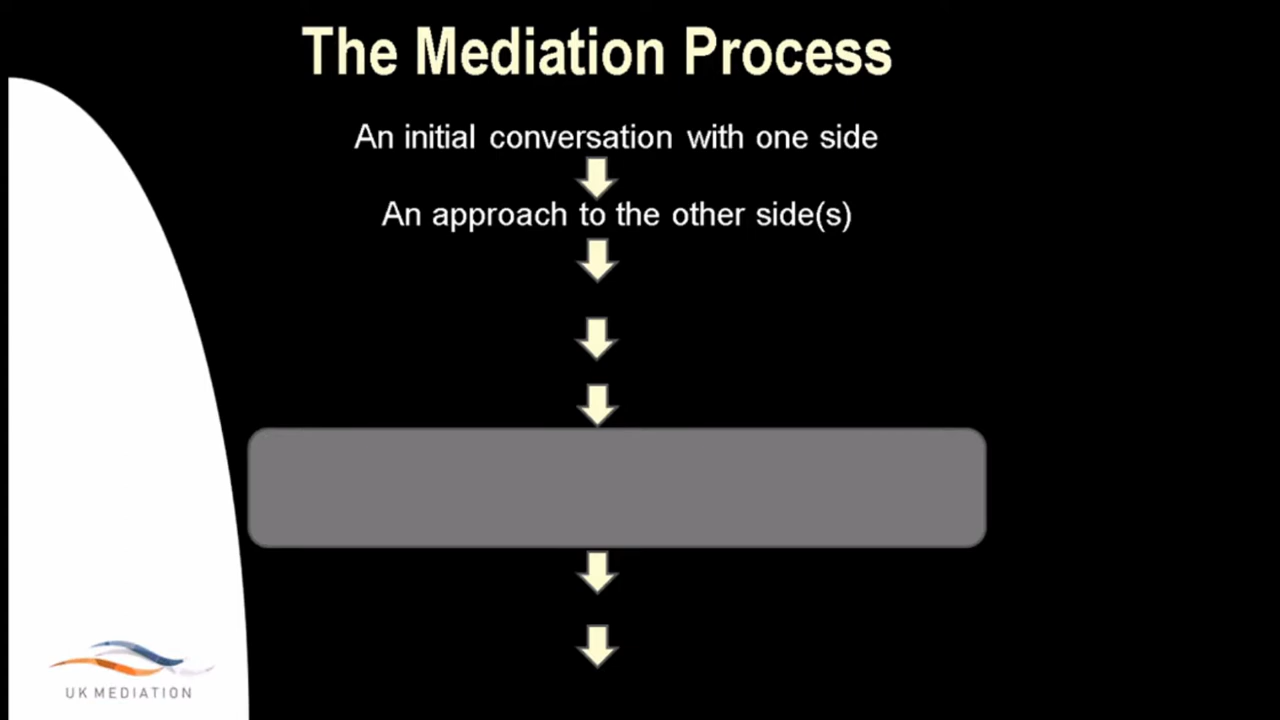 The Mediation Process
An initial conversation with one side
An approach to the other side(s)
UK MEDIATION